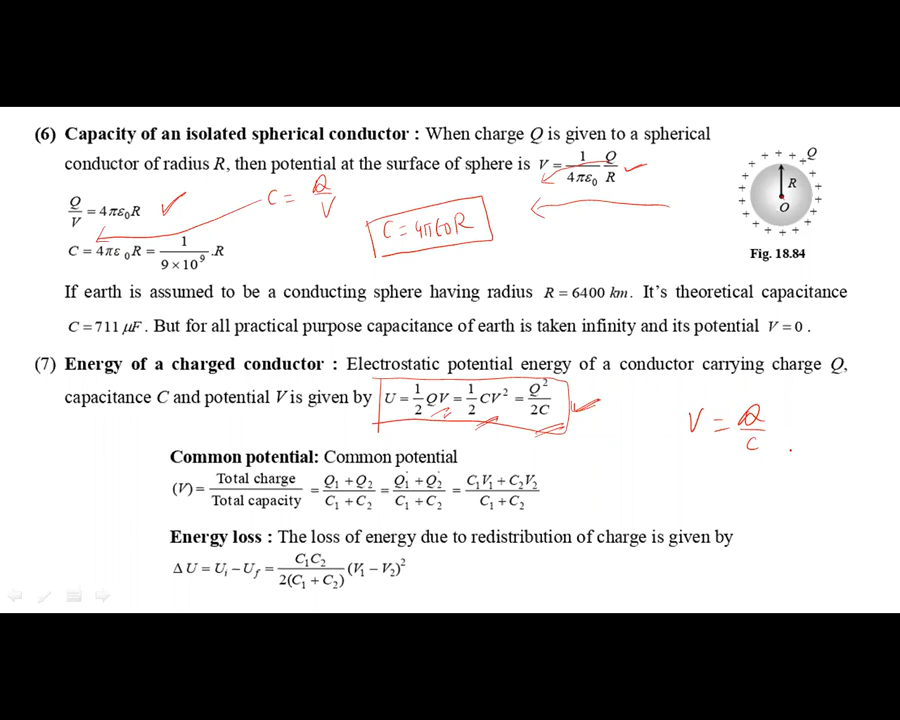 (6) Capacity of an isolated spherical conductor : When charge Q is given to a spherical
conductor of radius R, then potential at the surface of sphere is V = 1/4πε₀ Q/R
Q/V = 4πε₀R
C = Q/V
C = 4πε₀R
C = 4πε₀R = 1/9×10⁹ .R
Q
R
O
Fig. 18.84
If earth is assumed to be a conducting sphere having radius R = 6400 km. It's theoretical capacitance
C = 711 μF. But for all practical purpose capacitance of earth is taken infinity and its potential V = 0.
(7) Energy of a charged conductor : Electrostatic potential energy of a conductor carrying charge Q,
capacitance C and potential V is given by U = 1/2 QV = 1/2 CV² = Q²/2C
V = Q/C
Common potential: Common potential
(V) = Total charge/Total capacity = Q₁+Q₂/C₁+C₂ = Q₁'+Q₂'/C₁+C₂ = C₁V₁+C₂V₂/C₁+C₂
Energy loss : The loss of energy due to redistribution of charge is given by
ΔU = Uᵢ − U_f = C₁C₂/2(C₁+C₂) (V₁ − V₂)²